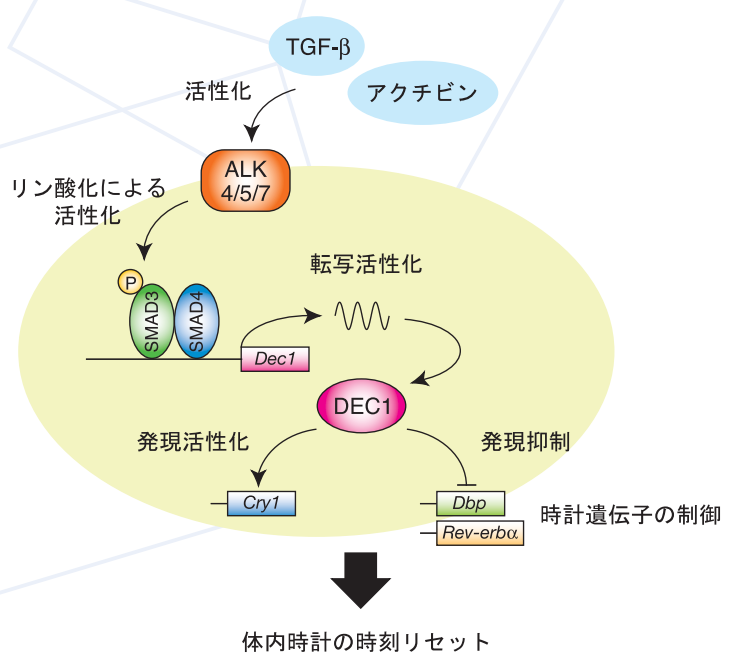 TGF-β
アクチビン
活性化
ALK
4/5/7
リン酸化による
活性化
P
SMAD3
SMAD4
転写活性化
Dec1
DEC1
発現活性化
発現抑制
Cry1
Dbp
Rev-erbα
時計遺伝子の制御
体内時計の時刻リセット